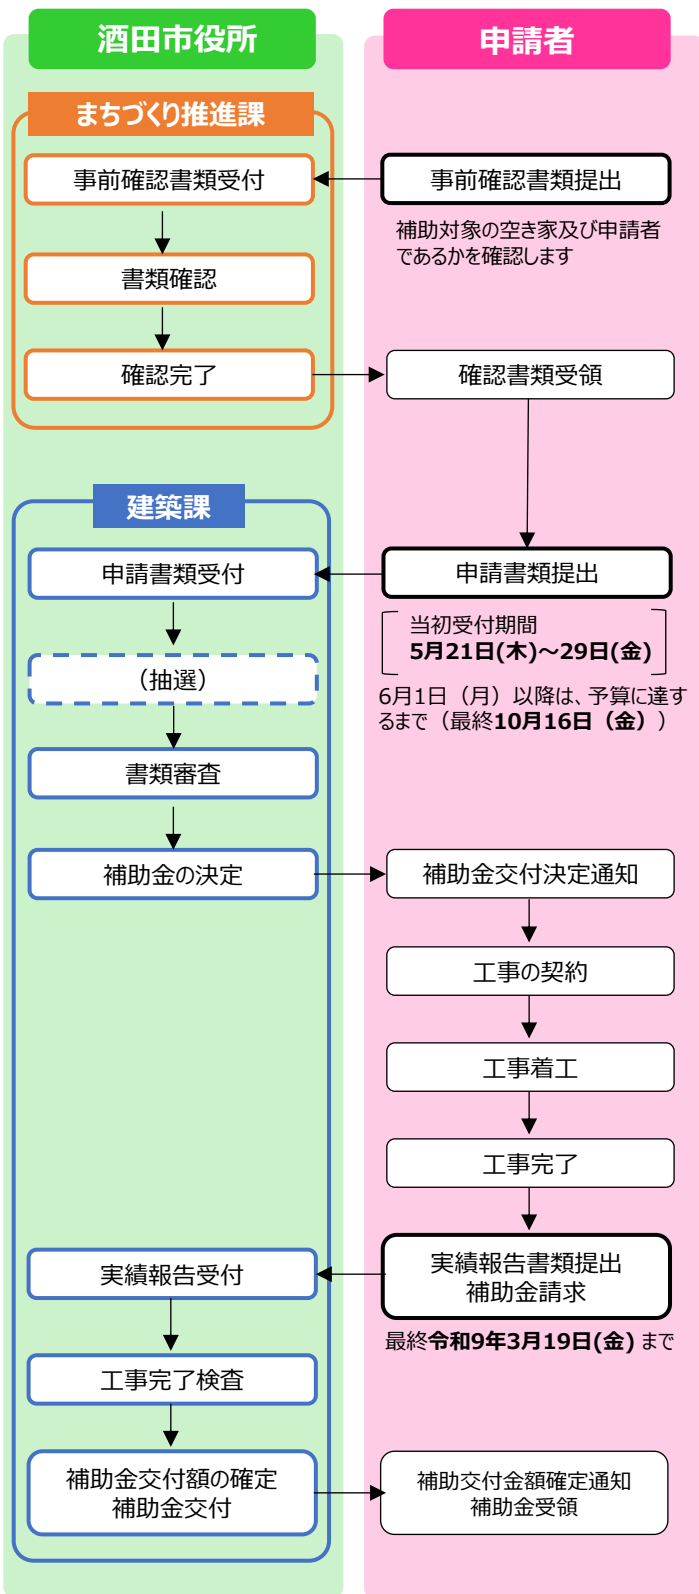 酒田市役所
申請者
まちづくり推進課
事前確認書類受付
事前確認書類提出
補助対象の空き家及び申請者
であるかを確認します
書類確認
確認完了
確認書類受領
建築課
申請書類受付
申請書類提出
当初受付期間
5月21日(木)～29日(金)
6月1日（月）以降は、予算に達す
るまで（最終10月16日（金））
（抽選）
書類審査
補助金の決定
補助金交付決定通知
工事の契約
工事着工
工事完了
実績報告受付
実績報告書類提出
補助金請求
最終令和9年3月19日(金) まで
工事完了検査
補助金交付額の確定
補助金交付
補助交付金額確定通知
補助金受領